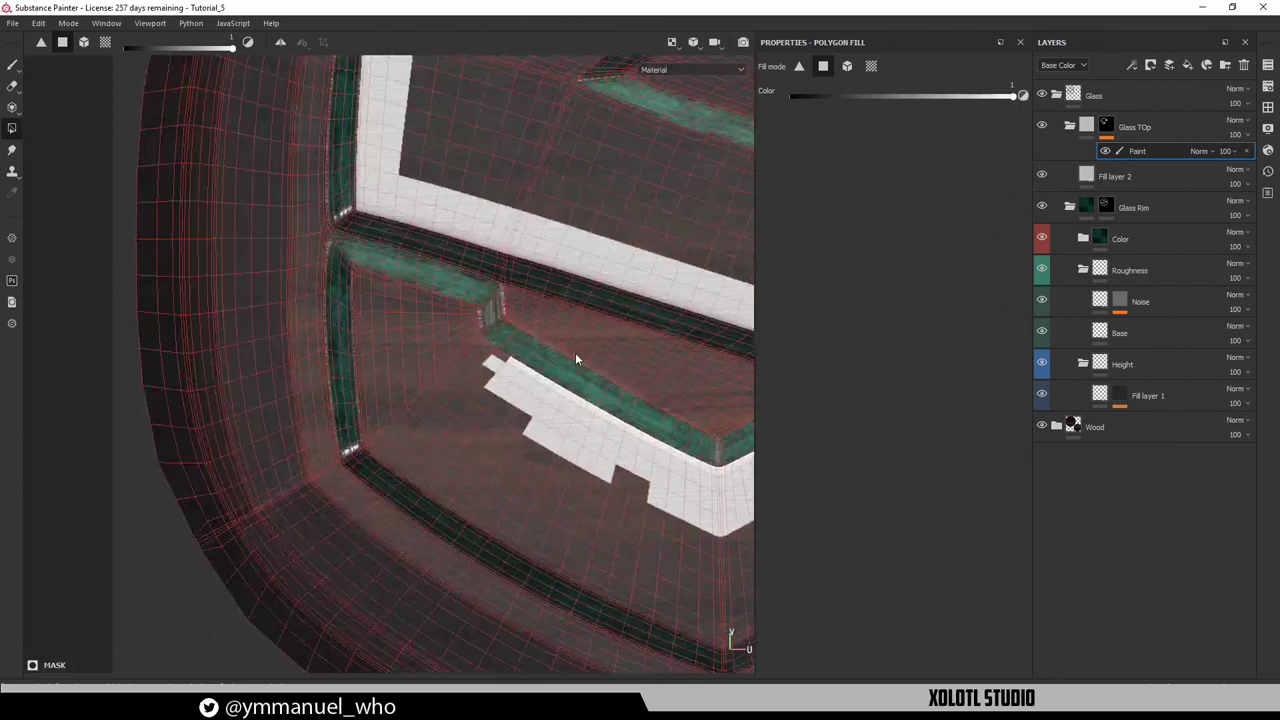 Substance Painter - License: 257 days remaining - Tutorial_5
File Edit Mode Window Viewport Python JavaScript Help
1
Material
PROPERTIES - POLYGON FILL
Fill mode
Color
1
LAYERS
Base Color
Glass
Norm
100
Glass TOp
Norm
100
Paint Norm 100
Fill layer 2
Norm
100
Glass Rim
Norm
100
Color
Norm
100
Roughness
Norm
100
Noise
Norm
100
Base
Norm
100
Height
Norm
100
Fill layer 1
Norm
100
Wood
Norm
100
Ps
V
U
MASK
@ymmanuel_who
XOLOTL STUDIO